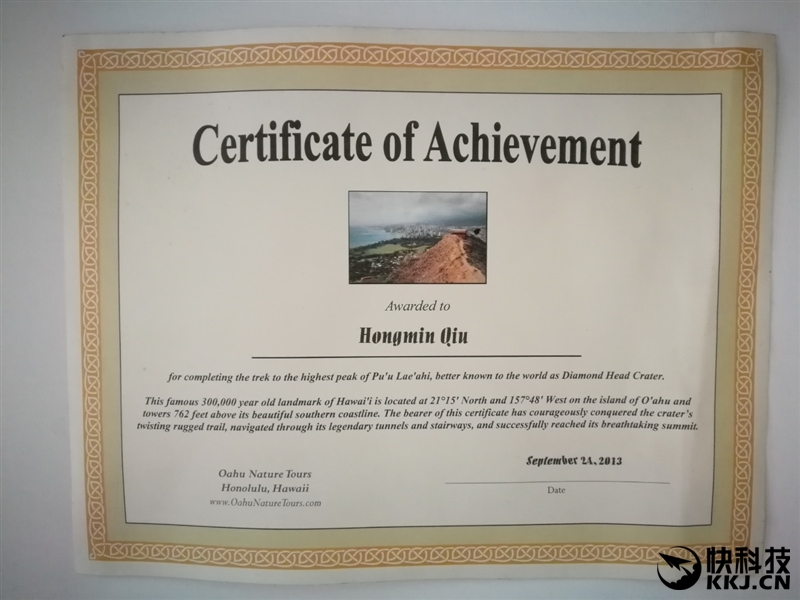 Certificate of Achievement
Awarded to
Hongmin Qiu
for completing the trek to the highest peak of Pu'u Lae'ahi, better known to the world as Diamond Head Crater.
This famous 300,000 year old landmark of Hawai'i is located at 21°15' North and 157°48' West on the island of O'ahu and
towers 762 feet above its beautiful southern coastline. The bearer of this certificate has courageously conquered the crater's
twisting rugged trail, navigated through its legendary tunnels and stairways, and successfully reached its breathtaking summit.
Oahu Nature Tours
Honolulu, Hawaii
www.OahuNatureTours.com
September 24, 2013
Date
快科技
KKJ.CN